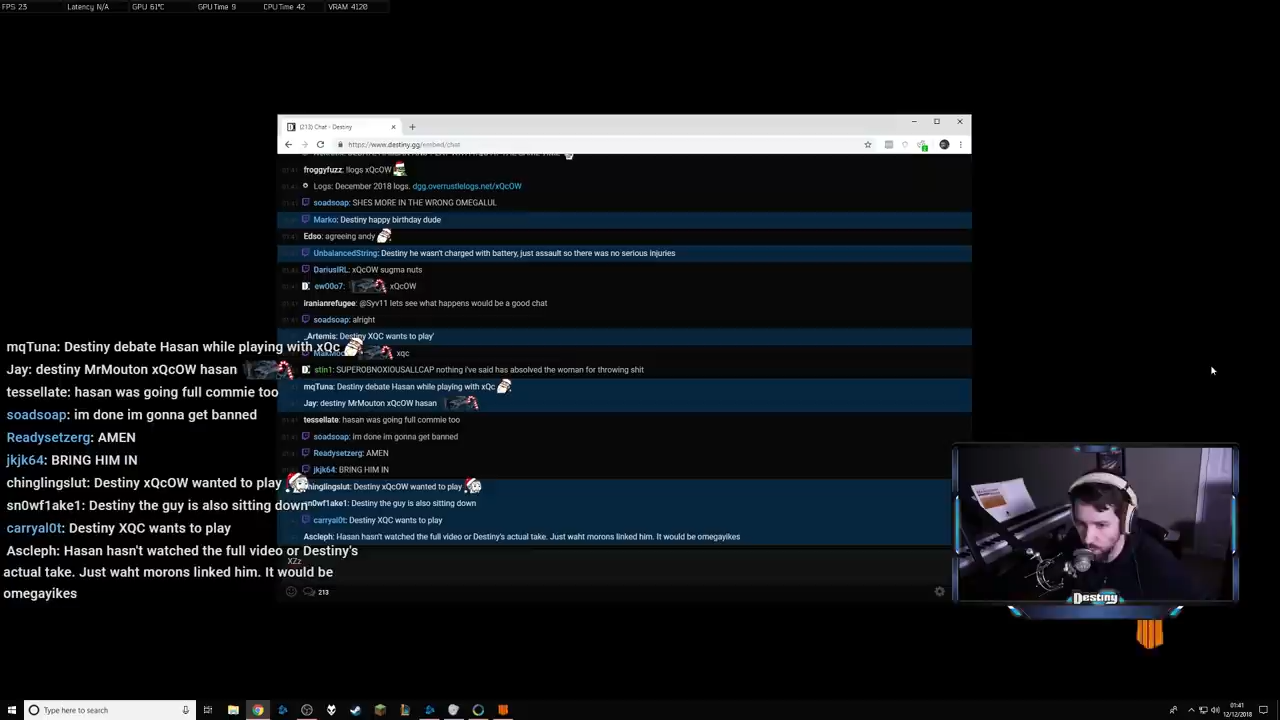 FPS 23 Latency N/A GPU 61°C GPU Time 9 CPU Time 42 VRAM 4120
(213) Chat - Destiny
https://www.destiny.gg/embed/chat
froggyfuzz: !logs xQcOW
Logs: December 2018 logs. dgg.overrustlelogs.net/xQcOW
soadsoap: SHES MORE IN THE WRONG OMEGALUL
Marko: Destiny happy birthday dude
Edso: agreeing andy
UnbalancedString: Destiny he wasn't charged with battery, just assault so there was no serious injuries
DariusIRL: xQcOW sugma nuts
ew00o7: xQcOW
iranianrefugee: @Syv11 lets see what happens would be a good chat
soadsoap: alright
_Artemis: Destiny XQC wants to play'
xqc
stin1: SUPEROBNOXIOUSALLCAP nothing i've said has absolved the woman for throwing shit
mqTuna: Destiny debate Hasan while playing with xQc
Jay: destiny MrMouton xQcOW hasan
tessellate: hasan was going full commie too
soadsoap: im done im gonna get banned
Readysetzerg: AMEN
jkjk64: BRING HIM IN
chinglingslut: Destiny xQcOW wanted to play
sn0wf1ake1: Destiny the guy is also sitting down
carryal0t: Destiny XQC wants to play
Ascleph: Hasan hasn't watched the full video or Destiny's actual take. Just waht morons linked him. It would be omegayikes
XZz
213
mqTuna: Destiny debate Hasan while playing with xQc
Jay: destiny MrMouton xQcOW hasan
tessellate: hasan was going full commie too
soadsoap: im done im gonna get banned
Readysetzerg: AMEN
jkjk64: BRING HIM IN
chinglingslut: Destiny xQcOW wanted to play
sn0wf1ake1: Destiny the guy is also sitting down
carryal0t: Destiny XQC wants to play
Ascleph: Hasan hasn't watched the full video or Destiny's
actual take. Just waht morons linked him. It would be
omegayikes
Destiny
Type here to search
01:41
12/12/2018